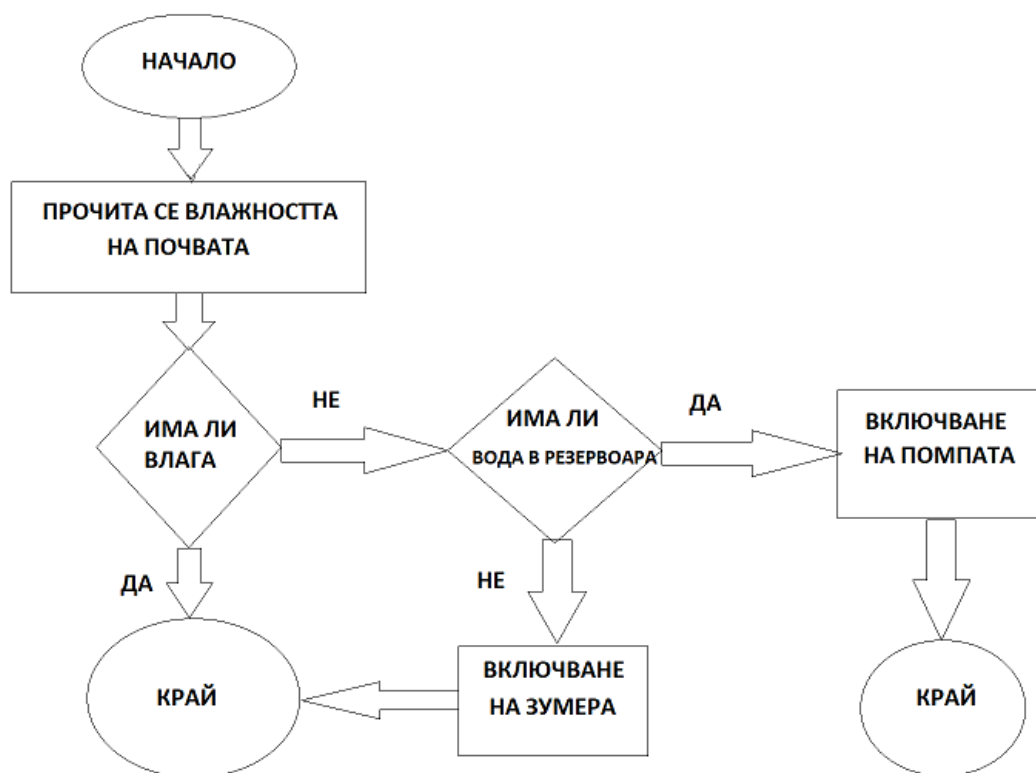 НАЧАЛО
ПРОЧИТА СЕ ВЛАЖНОСТТА
НА ПОЧВАТА
ИМА ЛИ
ВЛАГА
НЕ
ИМА ЛИ
ВОДА В РЕЗЕРВОАРА
ДА
ВКЛЮЧВАНЕ
НА ПОМПАТА
ДА
НЕ
КРАЙ
ВКЛЮЧВАНЕ
НА ЗУМЕРА
КРАЙ